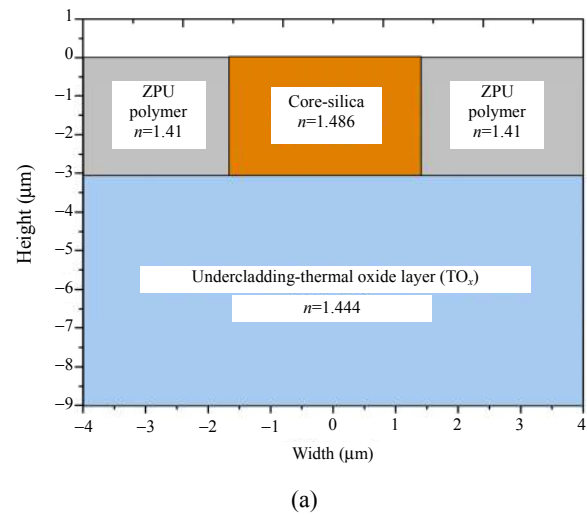 1
0
−1
−2
−3
−4
−5
−6
−7
−8
−9
Height (μm)
ZPU
polymer
n=1.41
Core-silica
n=1.486
ZPU
polymer
n=1.41
Undercladding-thermal oxide layer (TOx)
n=1.444
−4 −3 −2 −1 0 1 2 3 4
Width (μm)
(a)